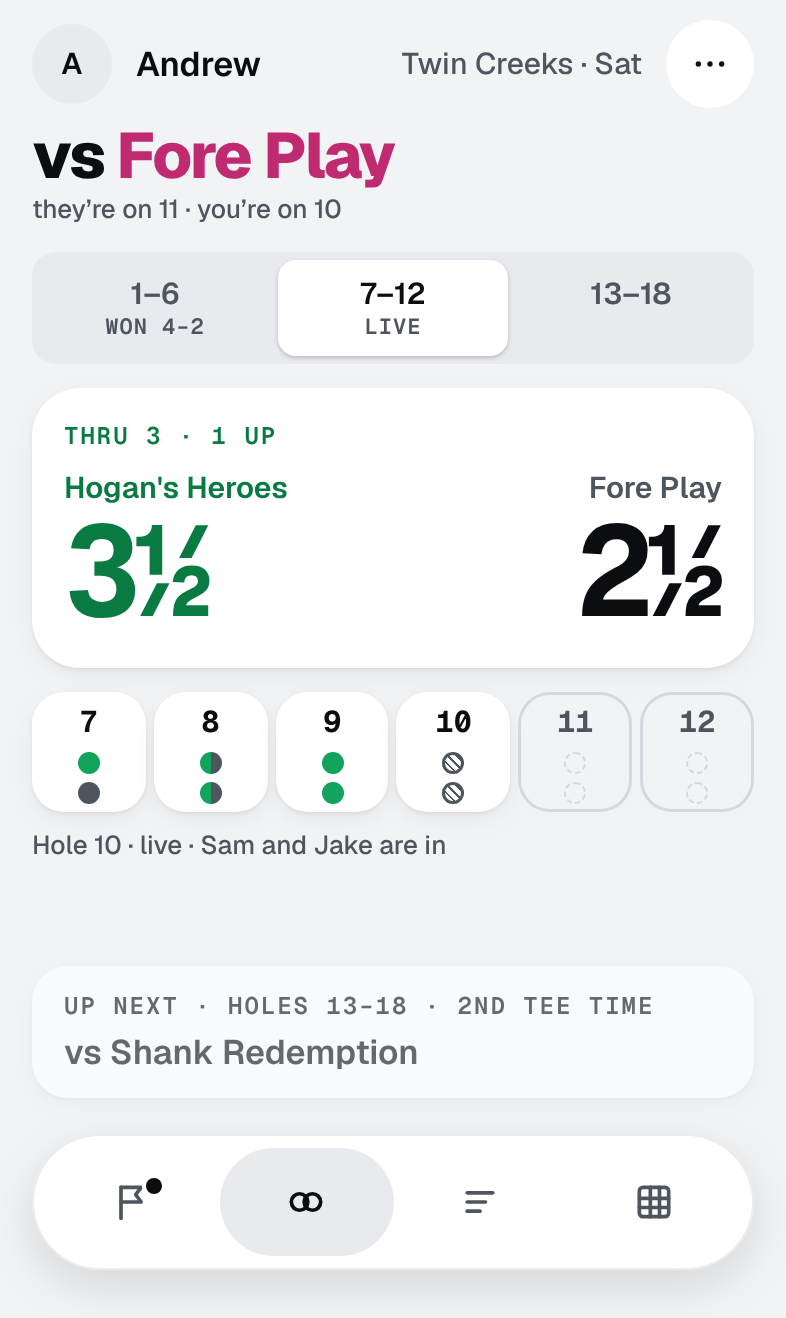 A Andrew Twin Creeks · Sat ...
vs Fore Play
they’re on 11 · you’re on 10
1–6 7–12 13–18
WON 4–2 LIVE
THRU 3 · 1 UP
Hogan's Heroes Fore Play
3½ 2½
7 8 9 10 11 12
Hole 10 · live · Sam and Jake are in
UP NEXT · HOLES 13–18 · 2ND TEE TIME
vs Shank Redemption